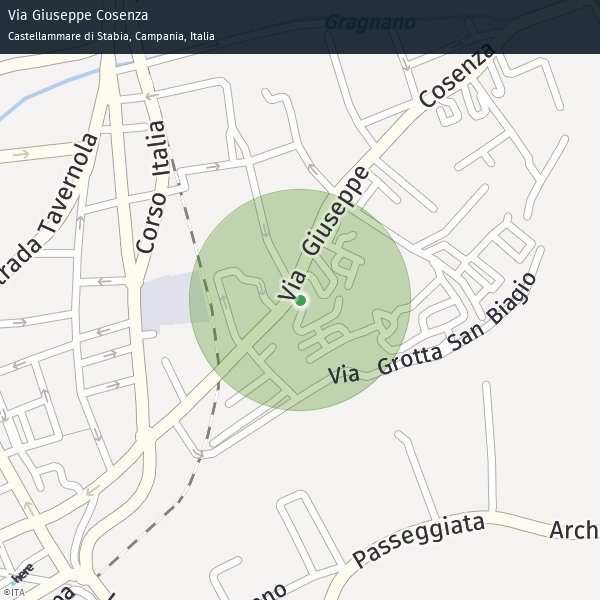 Via Giuseppe Cosenza
Castellammare di Stabia, Campania, Italia
Gragnano
Cosenza
Corso Italia
Tavernola
Via Giuseppe
Via Grotta San Biagio
Passeggiata
Arch
here
©ITA